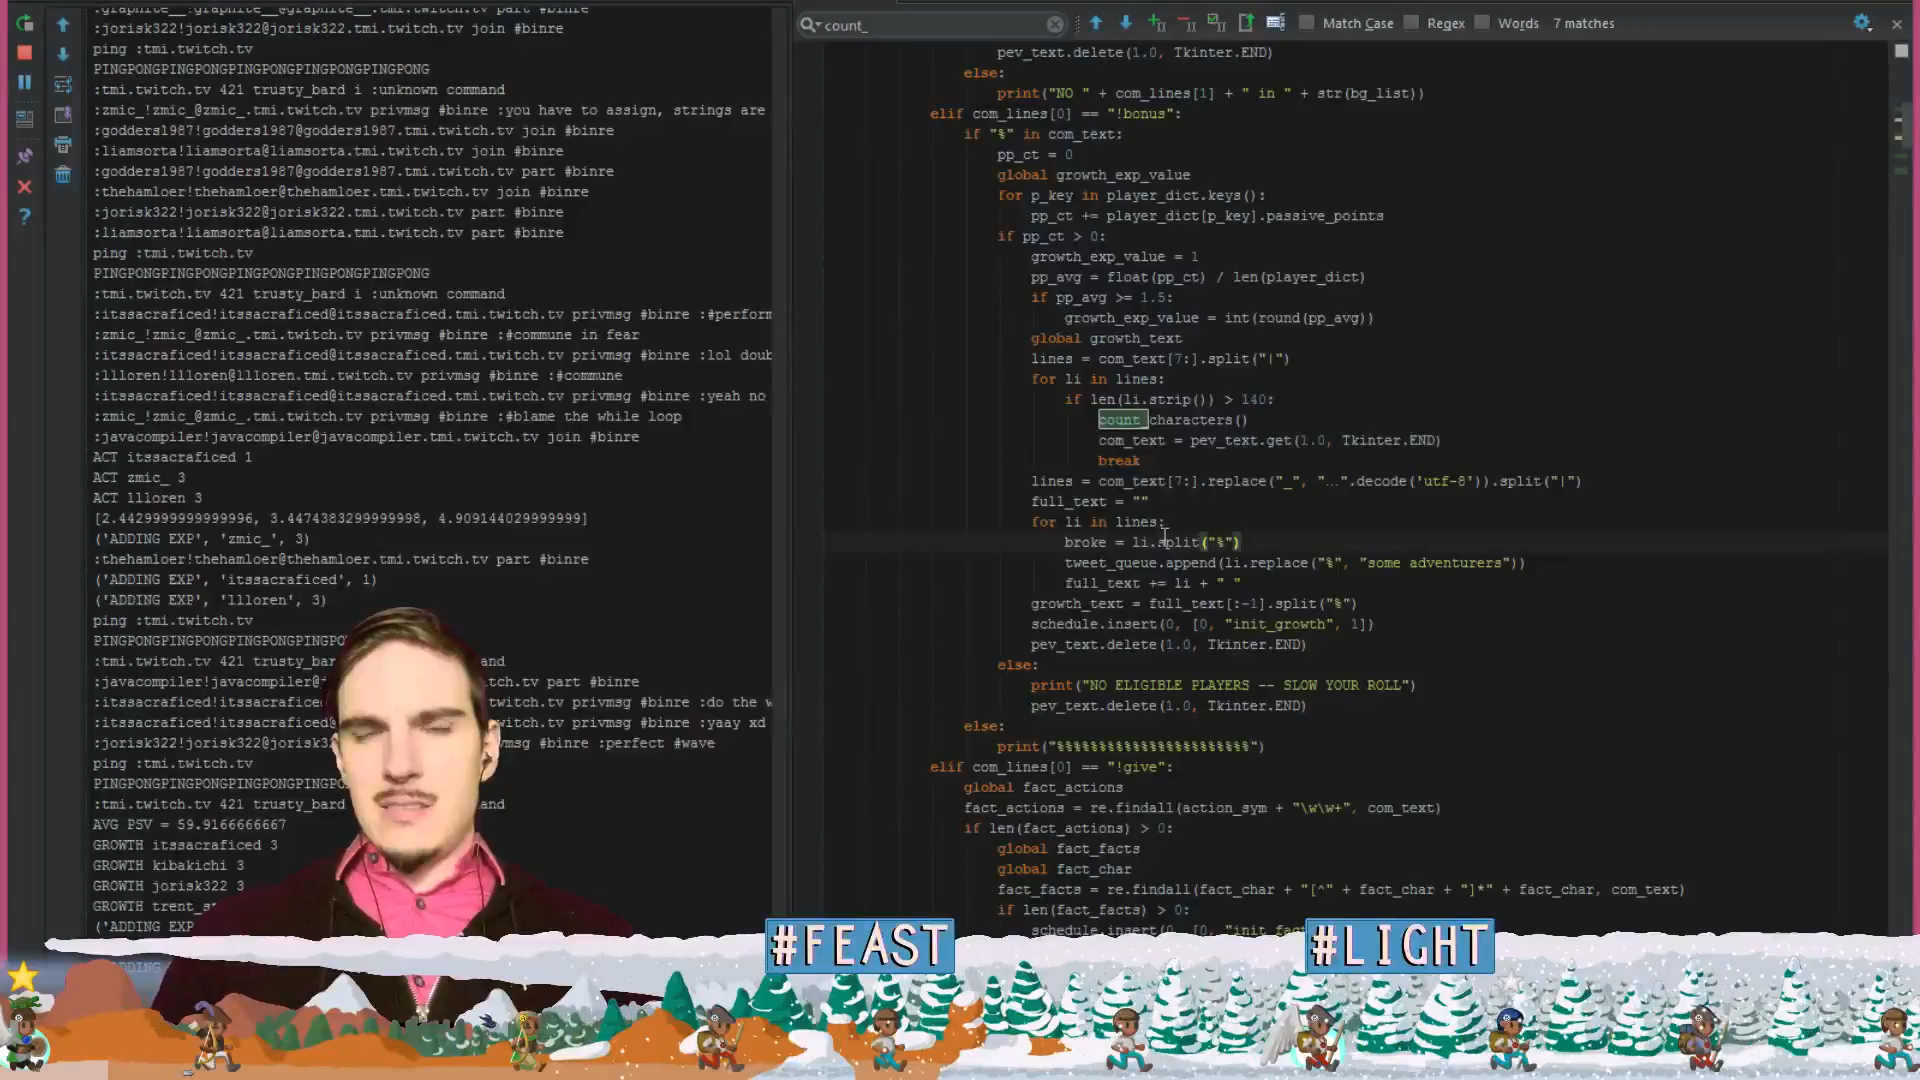 :graphite__!graphite__@graphite__.tmi.twitch.tv part #binre
:jorisk322!jorisk322@jorisk322.tmi.twitch.tv join #binre
ping :tmi.twitch.tv
PINGPONGPINGPONGPINGPONGPINGPONGPINGPONG
:tmi.twitch.tv 421 trusty_bard i :unknown command
:zmic_!zmic_@zmic_.tmi.twitch.tv privmsg #binre :you have to assign, strings are
:godders1987!godders1987@godders1987.tmi.twitch.tv join #binre
:liamsorta!liamsorta@liamsorta.tmi.twitch.tv join #binre
:godders1987!godders1987@godders1987.tmi.twitch.tv part #binre
:thehamloer!thehamloer@thehamloer.tmi.twitch.tv join #binre
:jorisk322!jorisk322@jorisk322.tmi.twitch.tv part #binre
:liamsorta!liamsorta@liamsorta.tmi.twitch.tv part #binre
ping :tmi.twitch.tv
PINGPONGPINGPONGPINGPONGPINGPONGPINGPONG
:tmi.twitch.tv 421 trusty_bard i :unknown command
:itssacraficed!itssacraficed@itssacraficed.tmi.twitch.tv privmsg #binre :#perform
:zmic_!zmic_@zmic_.tmi.twitch.tv privmsg #binre :#commune in fear
:itssacraficed!itssacraficed@itssacraficed.tmi.twitch.tv privmsg #binre :lol doub
:llloren!llloren@llloren.tmi.twitch.tv privmsg #binre :#commune
:itssacraficed!itssacraficed@itssacraficed.tmi.twitch.tv privmsg #binre :yeah no
:zmic_!zmic_@zmic_.tmi.twitch.tv privmsg #binre :#blame the while loop
:javacompiler!javacompiler@javacompiler.tmi.twitch.tv join #binre
ACT itssacraficed 1
ACT zmic_ 3
ACT llloren 3
[2.4429999999999996, 3.4474383299999998, 4.909144029999999]
('ADDING EXP', 'zmic_', 3)
:thehamloer!thehamloer@thehamloer.tmi.twitch.tv part #binre
('ADDING EXP', 'itssacraficed', 1)
('ADDING EXP', 'llloren', 3)
ping :tmi.twitch.tv
PINGPONGPINGPONGPINGPONGPINGPO
:tmi.twitch.tv 421 trusty_bar and
:javacompiler!javacompiler@j tch.tv part #binre
:itssacraficed!itssacraficed witch.tv privmsg #binre :do the w
:itssacraficed!itssacraficed witch.tv privmsg #binre :yaay xd
:jorisk322!jorisk322@jorisk3 vmsg #binre :perfect #wave
ping :tmi.twitch.tv
PINGPONGPINGPONGPINGPONGPINGPO
:tmi.twitch.tv 421 trusty_bard and
AVG PSV = 59.9166666667
GROWTH itssacraficed 3
GROWTH kibakichi 3
GROWTH jorisk322 3
GROWTH trent_s
('ADDING EXP
count_
Match Case
Regex
Words
7 matches
pev_text.delete(1.0, Tkinter.END)
else:
print("NO " + com_lines[1] + " in " + str(bg_list))
elif com_lines[0] == "!bonus":
if "%" in com_text:
pp_ct = 0
global growth_exp_value
for p_key in player_dict.keys():
pp_ct += player_dict[p_key].passive_points
if pp_ct > 0:
growth_exp_value = 1
pp_avg = float(pp_ct) / len(player_dict)
if pp_avg >= 1.5:
growth_exp_value = int(round(pp_avg))
global growth_text
lines = com_text[7:].split("|")
for li in lines:
if len(li.strip()) > 140:
count_characters()
com_text = pev_text.get(1.0, Tkinter.END)
break
lines = com_text[7:].replace("_", "…".decode('utf-8')).split("|")
full_text = ""
for li in lines:
broke = li.split("%")
tweet_queue.append(li.replace("%", "some adventurers"))
full_text += li + " "
growth_text = full_text[:-1].split("%")
schedule.insert(0, [0, "init_growth", 1])
pev_text.delete(1.0, Tkinter.END)
else:
print("NO ELIGIBLE PLAYERS -- SLOW YOUR ROLL")
pev_text.delete(1.0, Tkinter.END)
else:
print("%%%%%%%%%%%%%%%%%%%%%%%")
elif com_lines[0] == "!give":
global fact_actions
fact_actions = re.findall(action_sym + "\w\w+", com_text)
if len(fact_actions) > 0:
global fact_facts
global fact_char
fact_facts = re.findall(fact_char + "[^" + fact_char + "]*" + fact_char, com_text)
if len(fact_facts) > 0:
schedule.insert(0, [0, "init_fac
#FEAST
#LIGHT